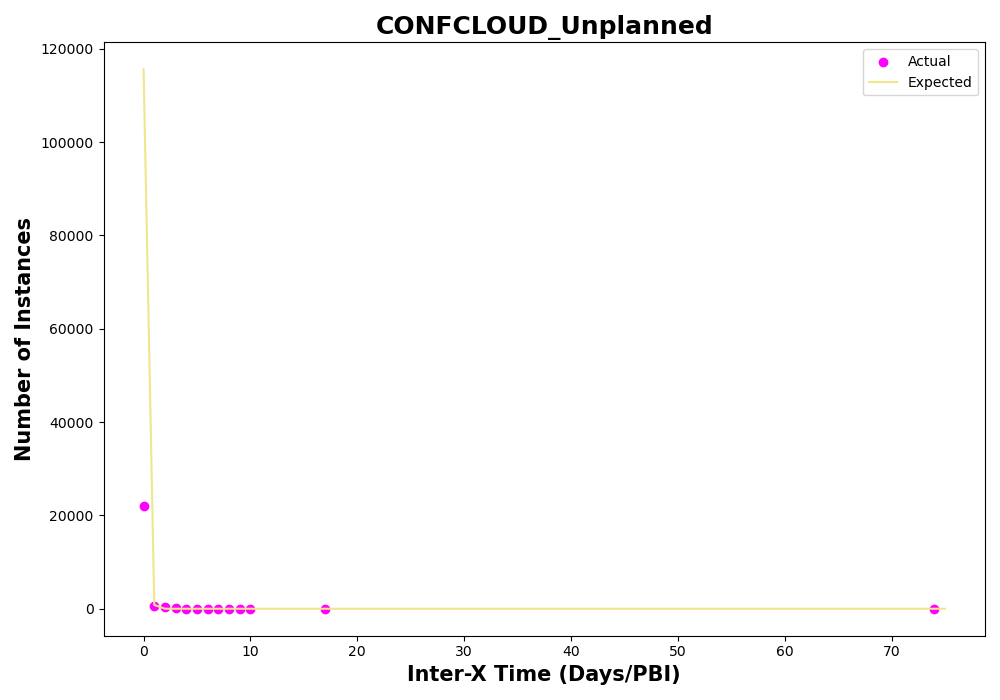 CONFCLOUD_Unplanned
Actual
Expected
Number of Instances
120000
100000
80000
60000
40000
20000
0
0 10 20 30 40 50 60 70
Inter-X Time (Days/PBI)